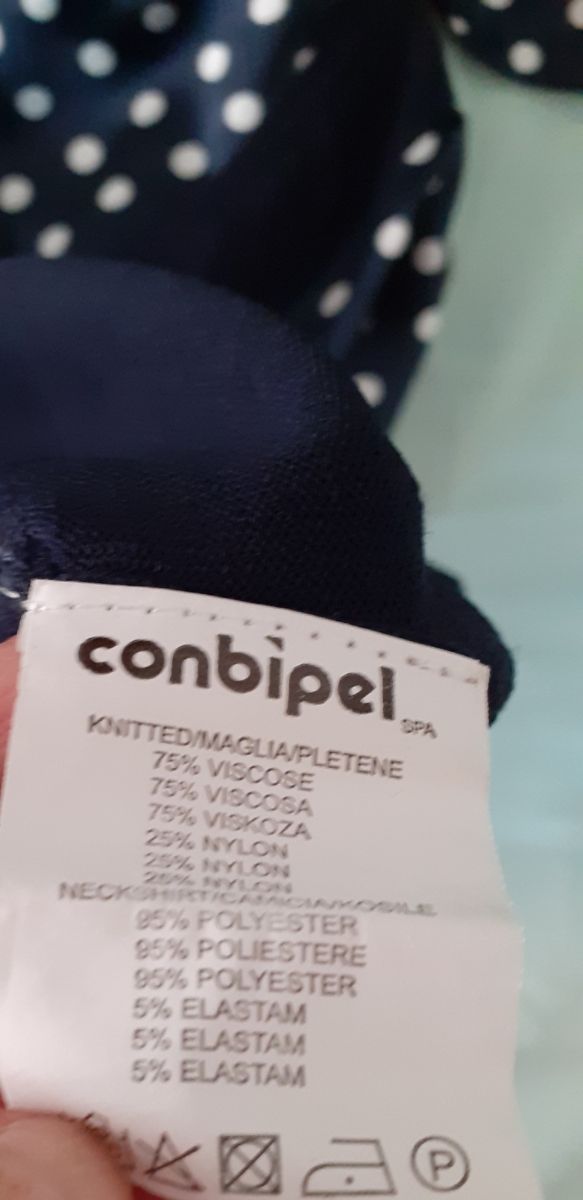 conbipel SPA
KNITTED/MAGLIA/PLETENE
75% VISCOSE
75% VISCOSA
75% VISKOZA
25% NYLON
25% NYLON
25% NYLON
NECKSHIRT/CAMICIA/KOSILE
95% POLYESTER
95% POLIESTERE
95% POLYESTER
5% ELASTAM
5% ELASTAM
5% ELASTAM
P